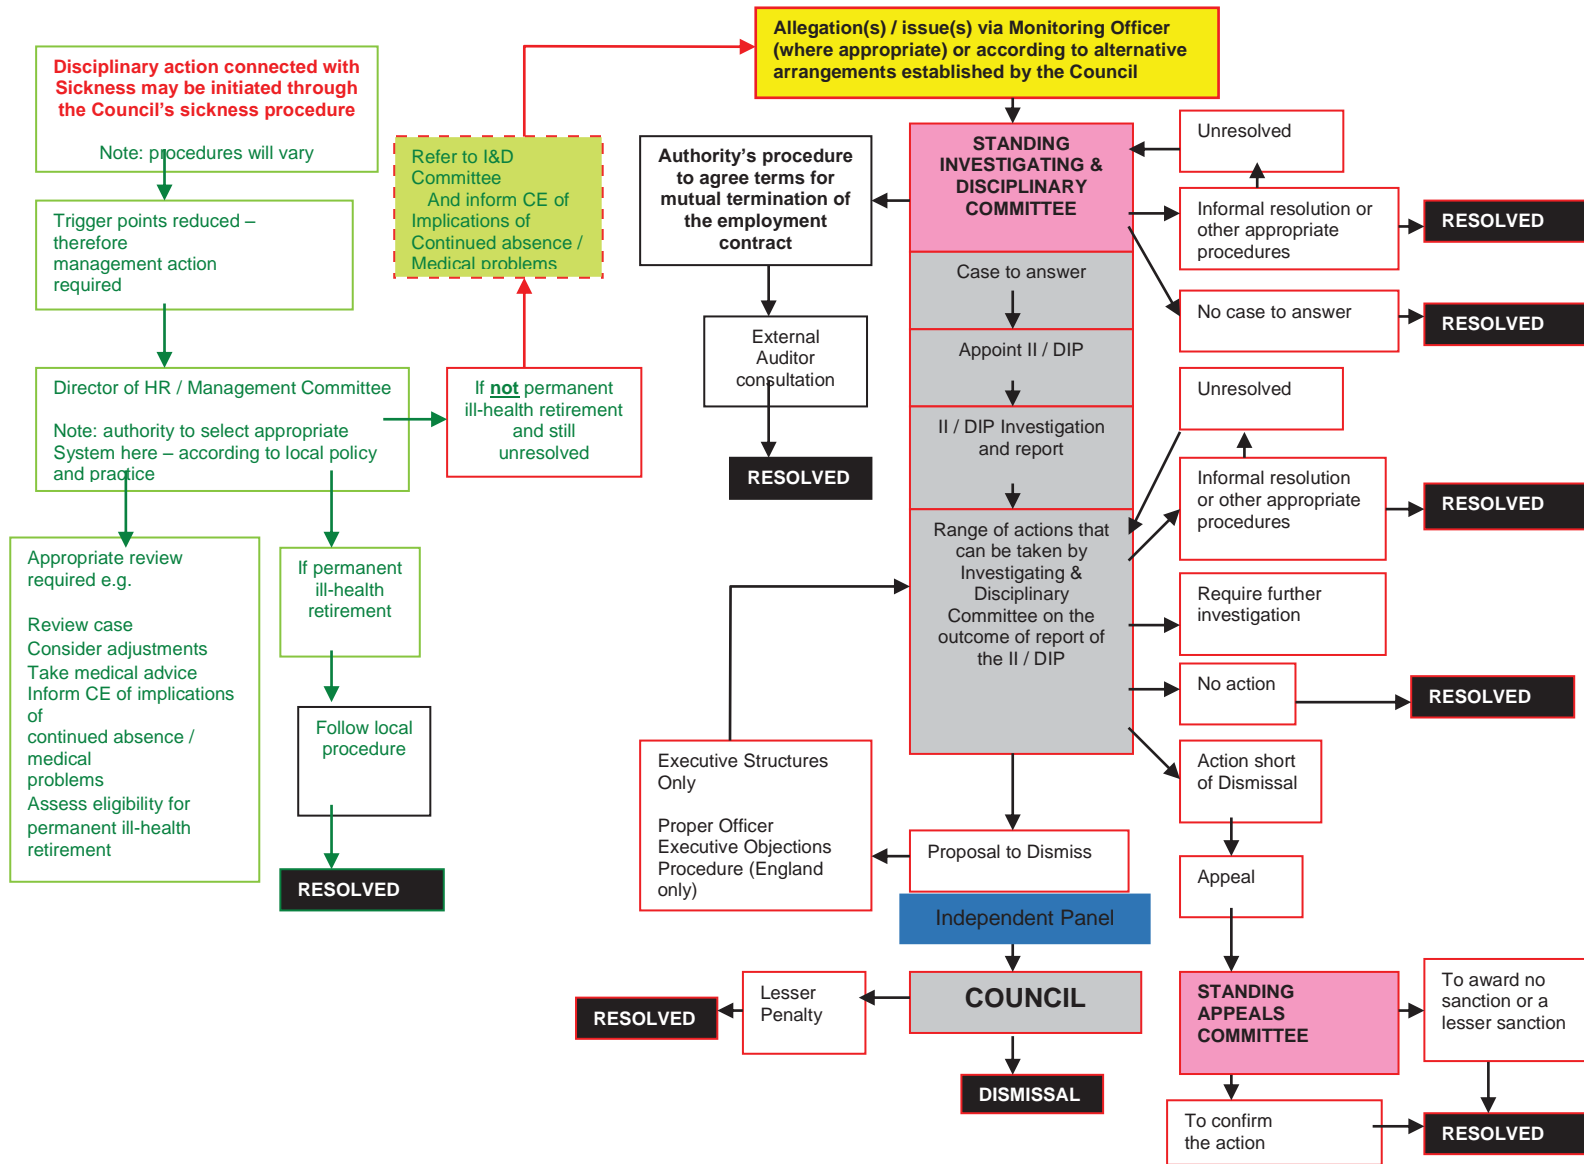 Disciplinary action connected with
Sickness may be initiated through
the Council's sickness procedure
Note: procedures will vary
Trigger points reduced –
therefore
management action
required
Director of HR / Management Committee
Note: authority to select appropriate
System here – according to local policy
and practice
Appropriate review
required e.g.
Review case
Consider adjustments
Take medical advice
Inform CE of implications
of
continued absence /
medical
problems
Assess eligibility for
permanent ill-health
retirement
If permanent
ill-health
retirement
Follow local
procedure
RESOLVED
If not permanent
ill-health retirement
and still
unresolved
Refer to I&D
Committee
And inform CE of
Implications of
Continued absence /
Medical problems
Allegation(s) / issue(s) via Monitoring Officer
(where appropriate) or according to alternative
arrangements established by the Council
Authority's procedure
to agree terms for
mutual termination of
the employment
contract
External
Auditor
consultation
RESOLVED
STANDING
INVESTIGATING &
DISCIPLINARY
COMMITTEE
Unresolved
Informal resolution or
other appropriate
procedures
RESOLVED
No case to answer
RESOLVED
Case to answer
Appoint II / DIP
II / DIP Investigation
and report
Range of actions that
can be taken by
Investigating &
Disciplinary
Committee on the
outcome of report of
the II / DIP
Unresolved
Informal resolution
or other appropriate
procedures
RESOLVED
Require further
investigation
No action
RESOLVED
Action short
of Dismissal
Appeal
STANDING
APPEALS
COMMITTEE
To award no
sanction or a
lesser sanction
To confirm
the action
RESOLVED
Executive Structures
Only
Proper Officer
Executive Objections
Procedure (England
only)
Proposal to Dismiss
Independent Panel
COUNCIL
Lesser
Penalty
RESOLVED
DISMISSAL